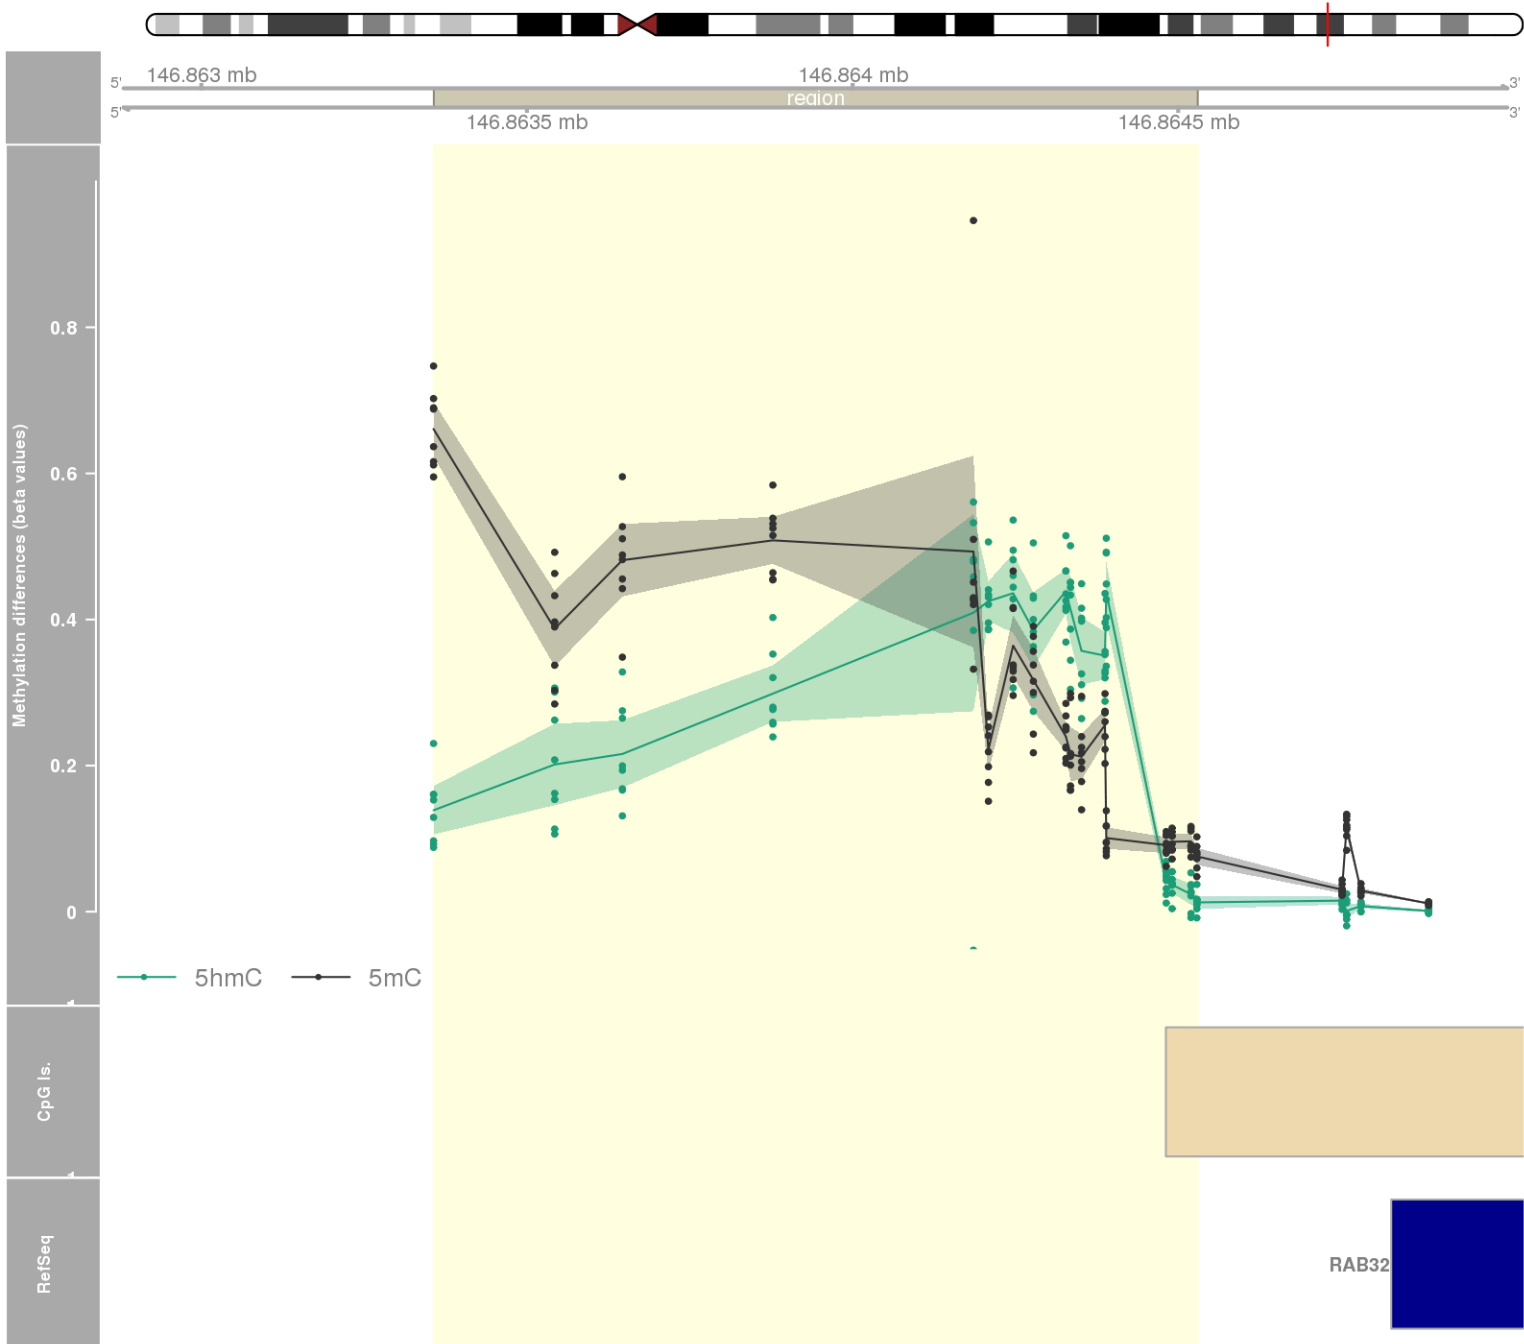 146.863 mb
146.864 mb
5'
3'
region
5'
3'
146.8635 mb
146.8645 mb
Methylation differences (beta values)
0.8
0.6
0.4
0.2
0
5hmC
5mC
CpG Is.
RefSeq
RAB32